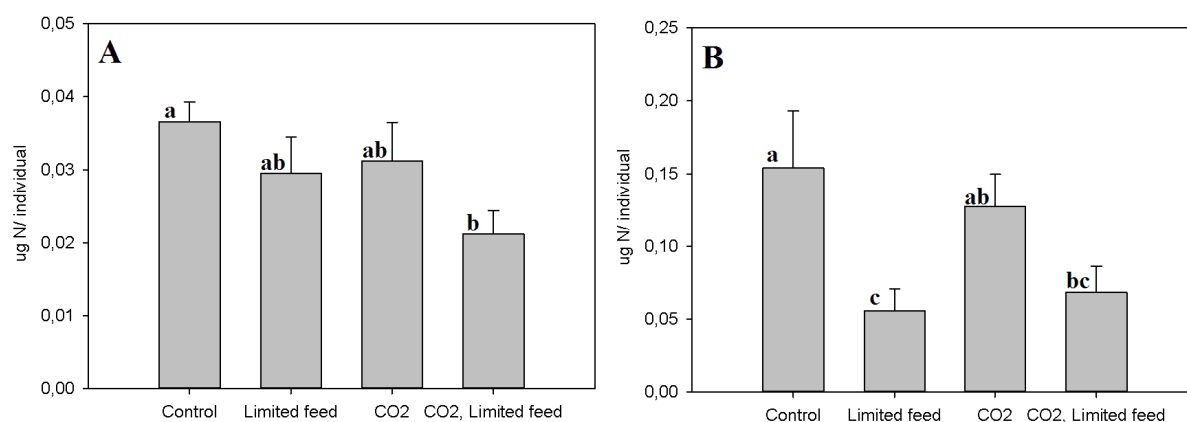 A
ug N/ individual
0,05
0,04
0,03
0,02
0,01
0,00
a
ab
ab
b
Control
Limited feed
CO2
CO2, Limited feed
B
ug N/ individual
0,25
0,20
0,15
0,10
0,05
0,00
a
c
ab
bc
Control
Limited feed
CO2
CO2, Limited feed